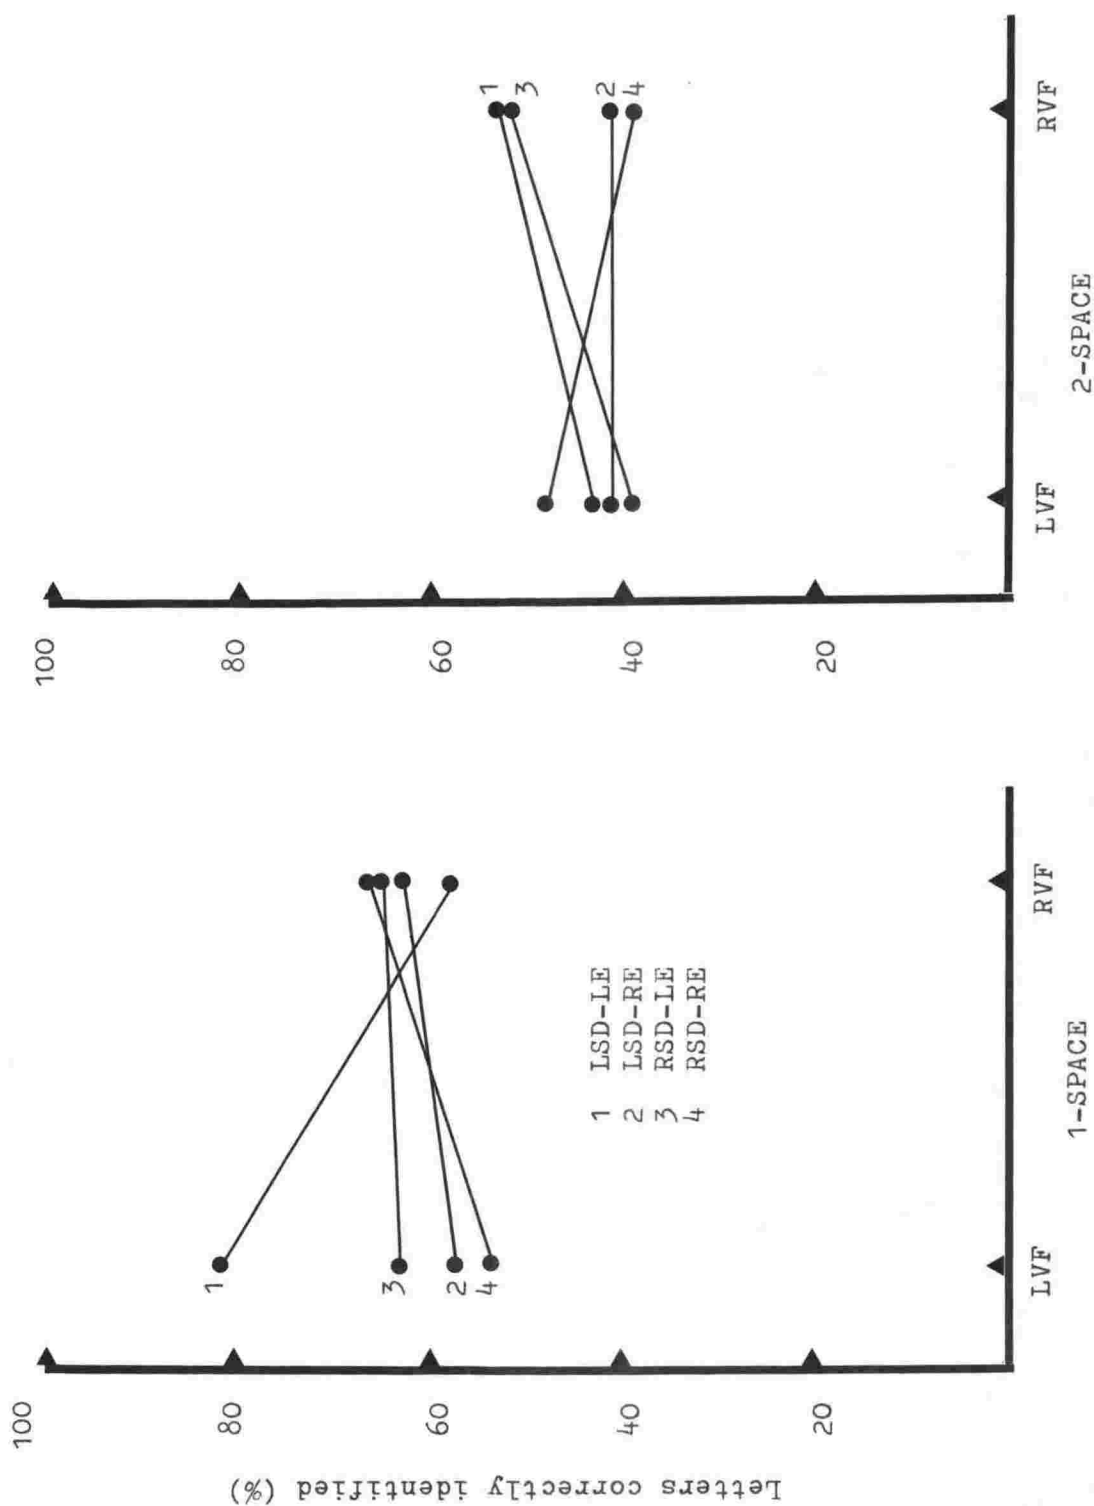 Letters correctly identified (%)
100
80
60
40
20
1
3
2
4
1 LSD-LE
2 LSD-RE
3 RSD-LE
4 RSD-RE
LVF
RVF
1-SPACE
100
80
60
40
20
1
3
2
4
LVF
RVF
2-SPACE